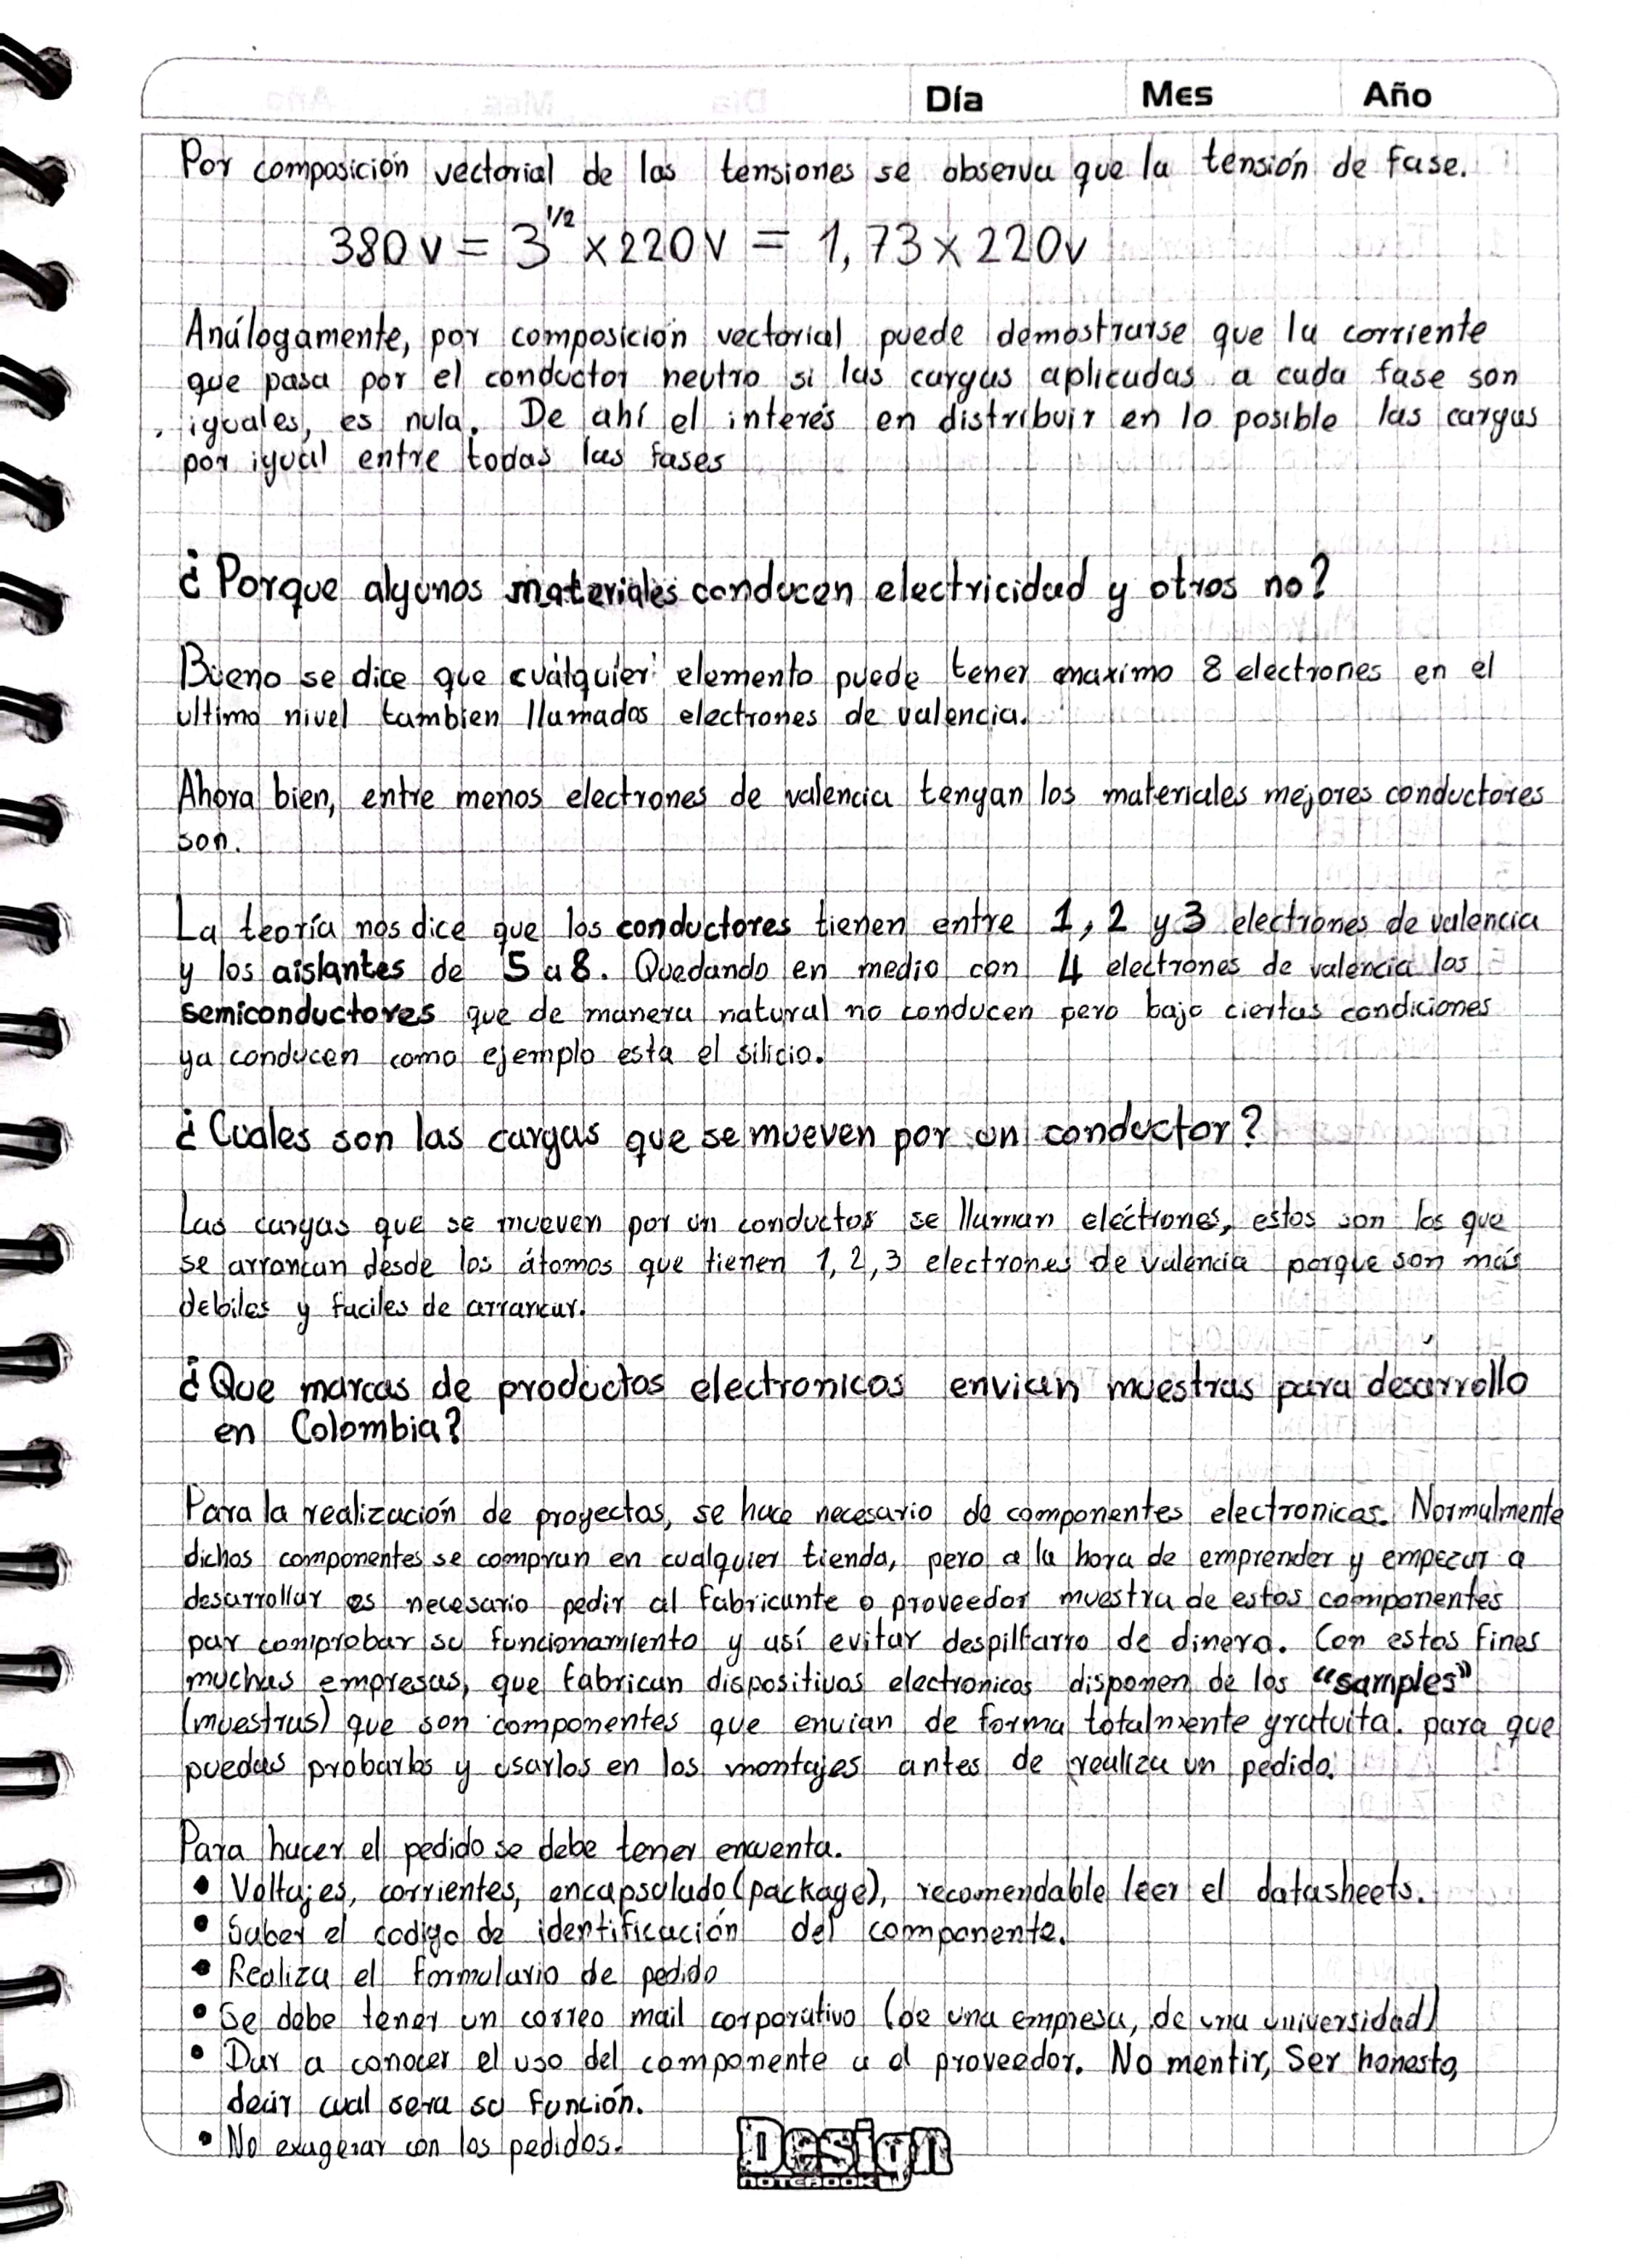 Día Mes Año
Por composición vectorial de las tensiones se observa que la tensión de fase.
380 v = 3^1/2 x 220 V = 1,73 x 220v
Análogamente, por composición vectorial puede demostrarse que la corriente
que pasa por el conductor neutro si las cargas aplicadas a cada fase son
iguales, es nula. De ahí el interés en distribuir en lo posible las cargas
por igual entre todas las fases
¿Porque algunos materiales conducen electricidad y otros no?
Bueno se dice que cualquier elemento puede tener maximo 8 electrones en el
ultimo nivel tambien llamados electrones de valencia.
Ahora bien, entre menos electrones de valencia tengan los materiales mejores conductores
son.
La teoría nos dice que los conductores tienen entre 1, 2 y 3 electrones de valencia
y los aislantes de 5 a 8. Quedando en medio con 4 electrones de valencia los
semiconductores que de manera natural no conducen pero bajo ciertas condiciones
ya conducen como ejemplo esta el silicio.
¿Cuales son las cargas que se mueven por un conductor?
Las cargas que se mueven por un conductor se llaman electrones, estos son los que
se arrancan desde los átomos que tienen 1, 2, 3 electrones de valencia porque son más
debiles y faciles de arrancar.
¿Que marcas de productos electronicos envian muestras para desarrollo
en Colombia?
Para la realización de proyectos, se hace necesario de componentes electronicos. Normalmente
dichos componentes se compran en cualquier tienda, pero a la hora de emprender y empezar a
desarrollar es necesario pedir al fabricante o proveedor muestra de estos componentes
par comprobar su funcionamiento y así evitar despilfarro de dinero. Con estos fines
muchas empresas, que fabrican dispositivos electronicos disponen de los "samples"
(muestras) que son componentes que envian de forma totalmente gratuita. para que
puedas probarlos y usarlos en los montajes antes de realiza un pedido.
Para hacer el pedido se debe tener encuenta.
• Voltajes, corrientes, encapsulado (package), recomendable leer el datasheets.
• Saber el codigo de identificación del componente.
• Realiza el formulario de pedido
• Se debe tener un correo mail corporativo (de una empresa, de una universidad)
• Dar a conocer el uso del componente a el proveedor. No mentir, Ser honesto,
decir cual sera su función.
• No exagerar con los pedidos.
Design
NOTEBOOK